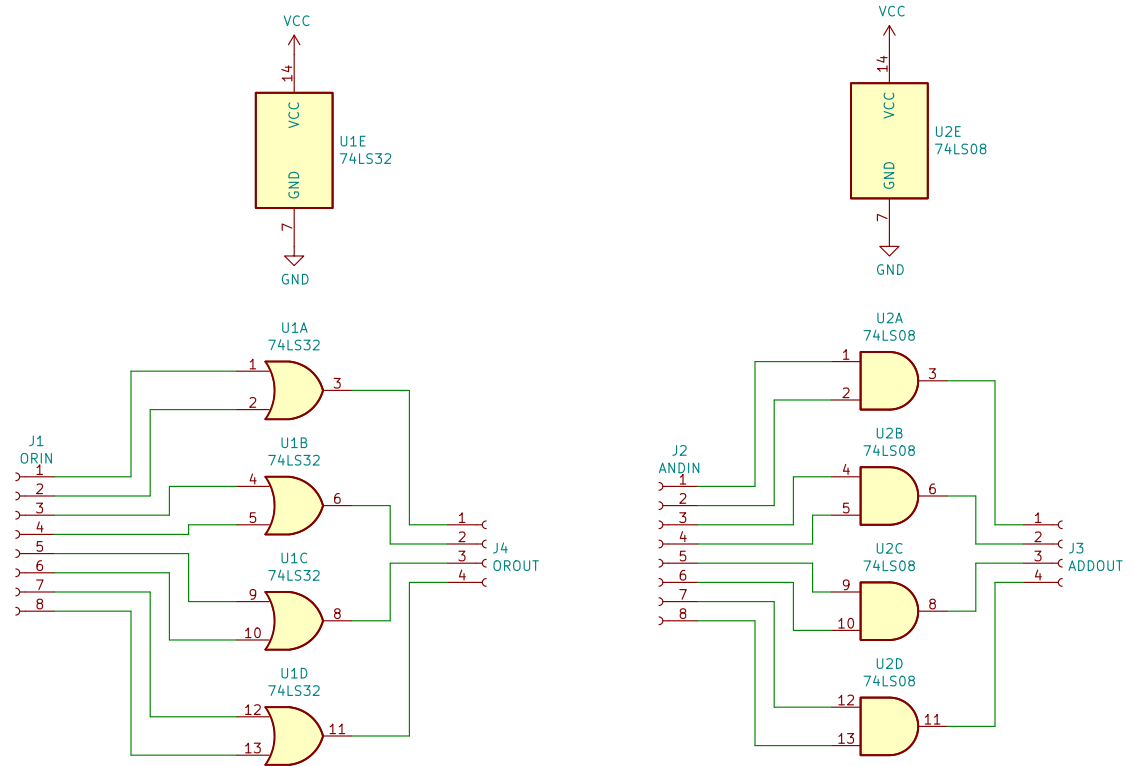 VCC
14
VCC
GND
7
GND
U1E
74LS32
VCC
14
VCC
GND
7
GND
U2E
74LS08
U1A
74LS32
1
2
3
U1B
74LS32
4
5
6
U1C
74LS32
9
10
8
U1D
74LS32
12
13
11
J1
ORIN
1
2
3
4
5
6
7
8
1
2
3
4
J4
OROUT
U2A
74LS08
1
2
3
U2B
74LS08
4
5
6
U2C
74LS08
9
10
8
U2D
74LS08
12
13
11
J2
ANDIN
1
2
3
4
5
6
7
8
1
2
3
4
J3
ADDOUT